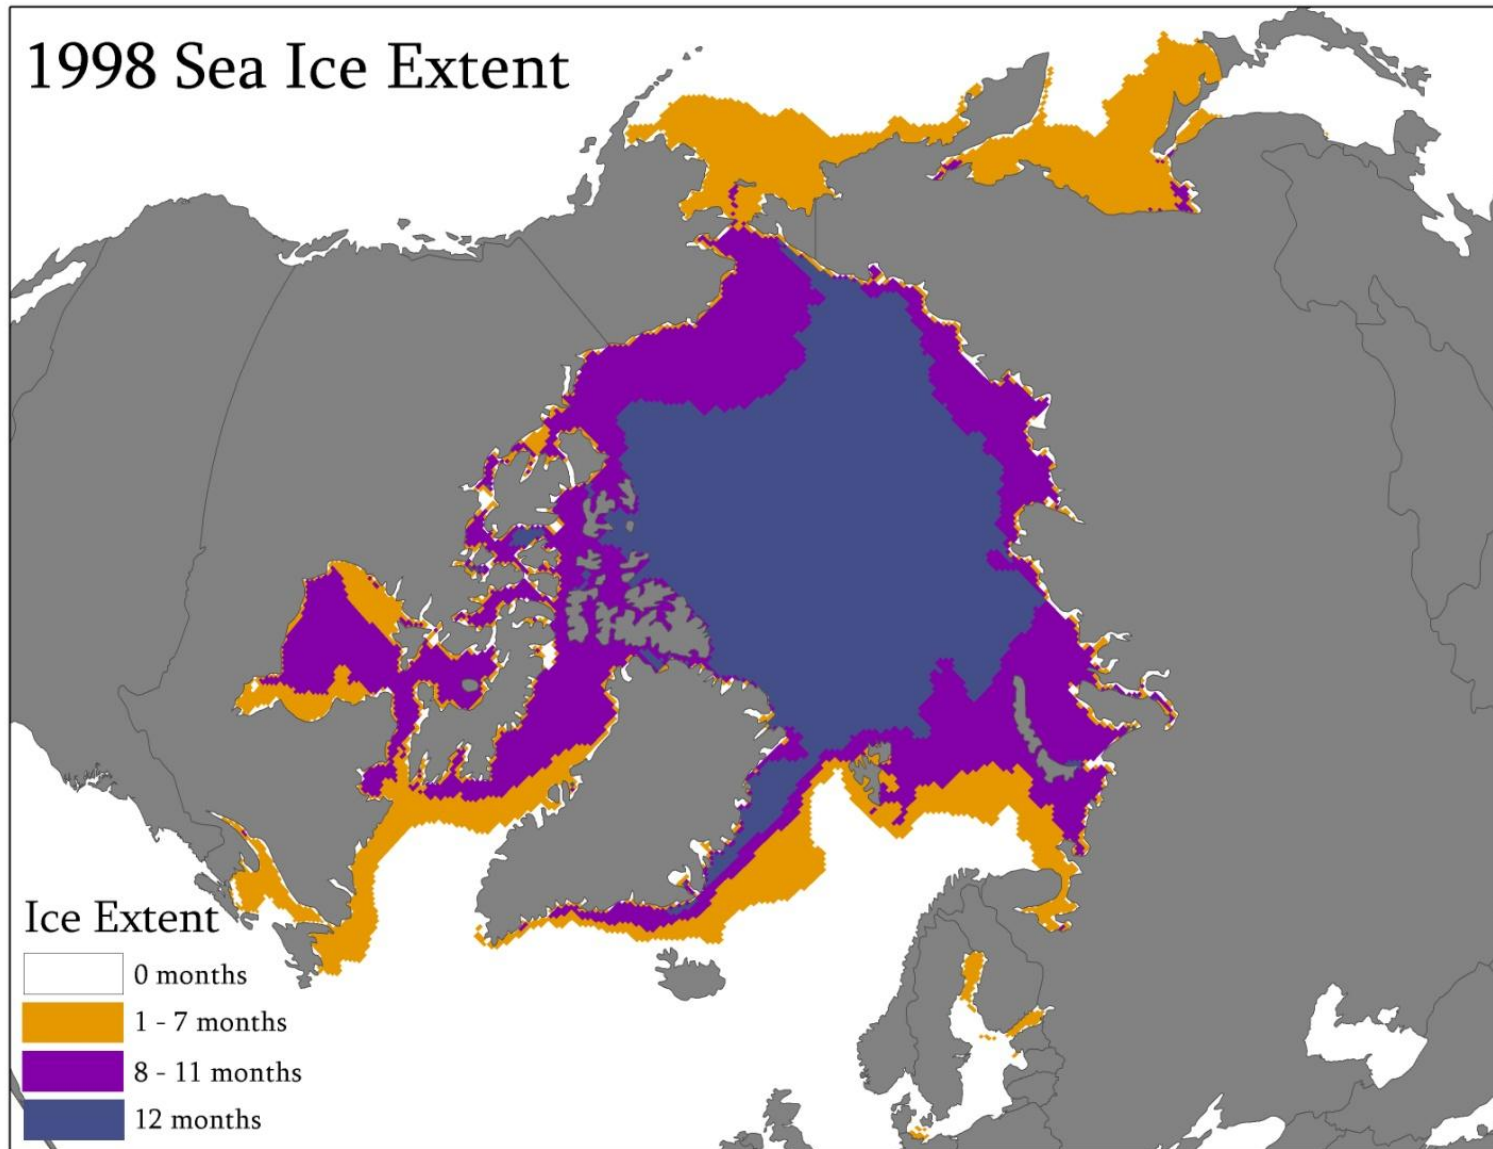 1998 Sea Ice Extent
Ice Extent
0 months
1 - 7 months
8 - 11 months
12 months